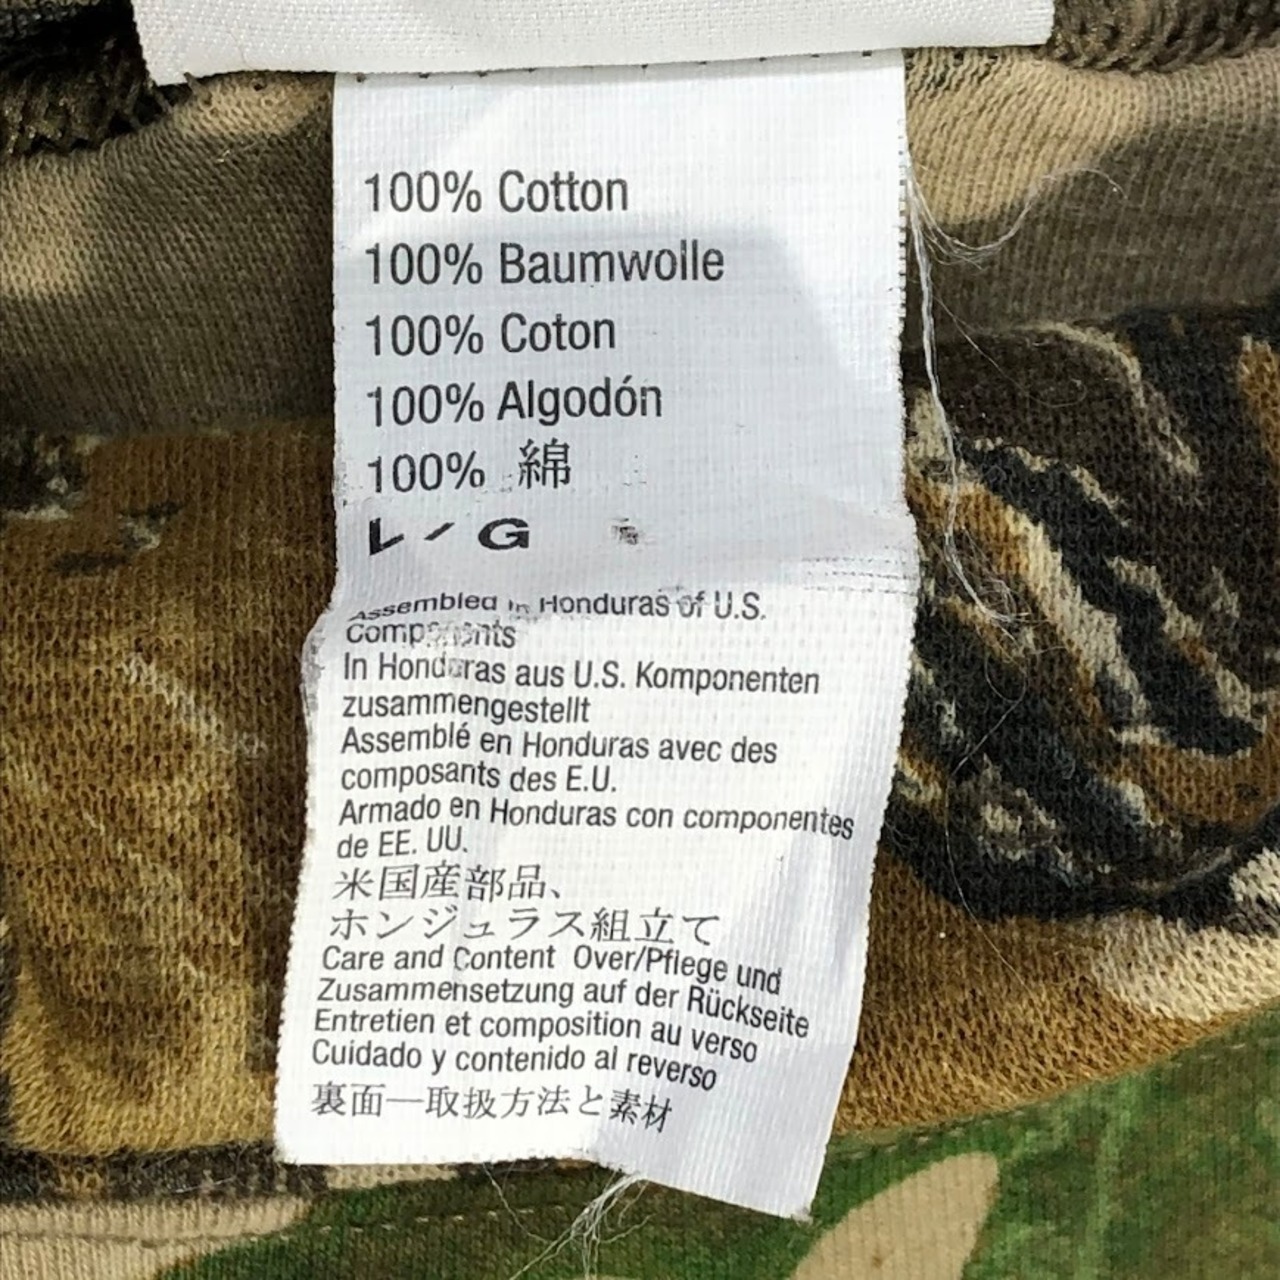 100% Cotton
100% Baumwolle
100% Coton
100% Algodón
100% 綿
L / G
Assembled in Honduras of U.S.
Components
In Honduras aus U.S. Komponenten
zusammengestellt
Assemblé en Honduras avec des
composants des E.U.
Armado en Honduras con componentes
de EE. UU.
米国産部品、
ホンジュラス組立て
Care and Content Over/Pflege und
Zusammensetzung auf der Rückseite
Entretien et composition au verso
Cuidado y contenido al reverso
裏面—取扱方法と素材